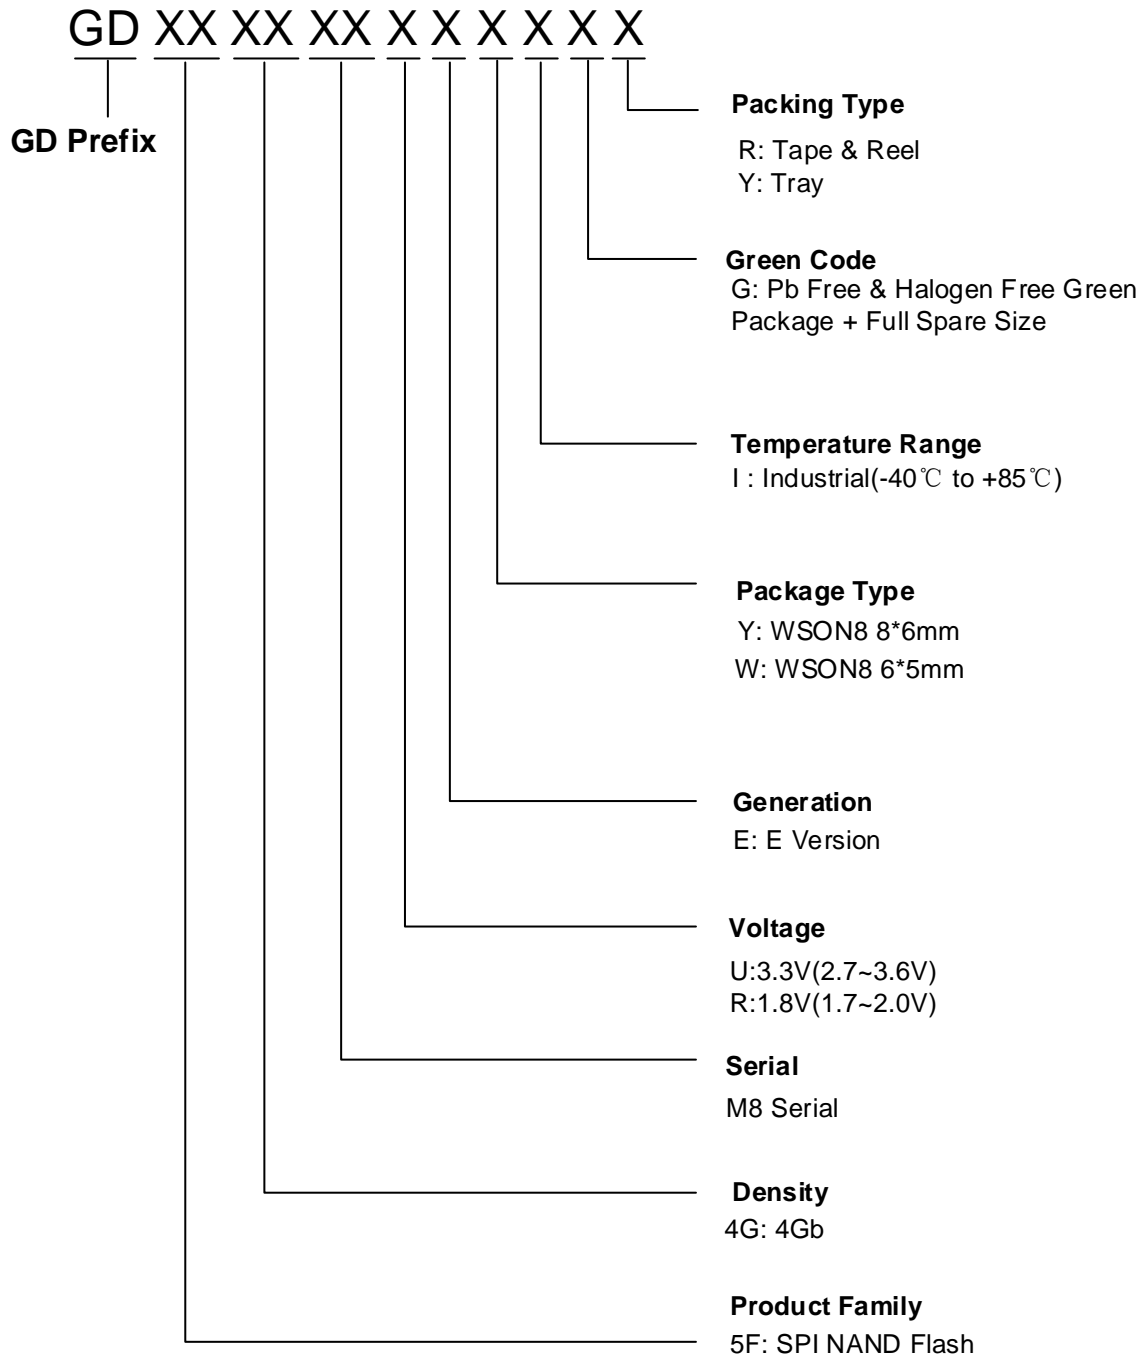 GD XX XX XX X X X X X X
GD Prefix
Packing Type
R: Tape & Reel
Y: Tray
Green Code
G: Pb Free & Halogen Free Green
Package + Full Spare Size
Temperature Range
I : Industrial(-40℃ to +85℃)
Package Type
Y: WSON8 8*6mm
W: WSON8 6*5mm
Generation
E: E Version
Voltage
U:3.3V(2.7~3.6V)
R:1.8V(1.7~2.0V)
Serial
M8 Serial
Density
4G: 4Gb
Product Family
5F: SPI NAND Flash